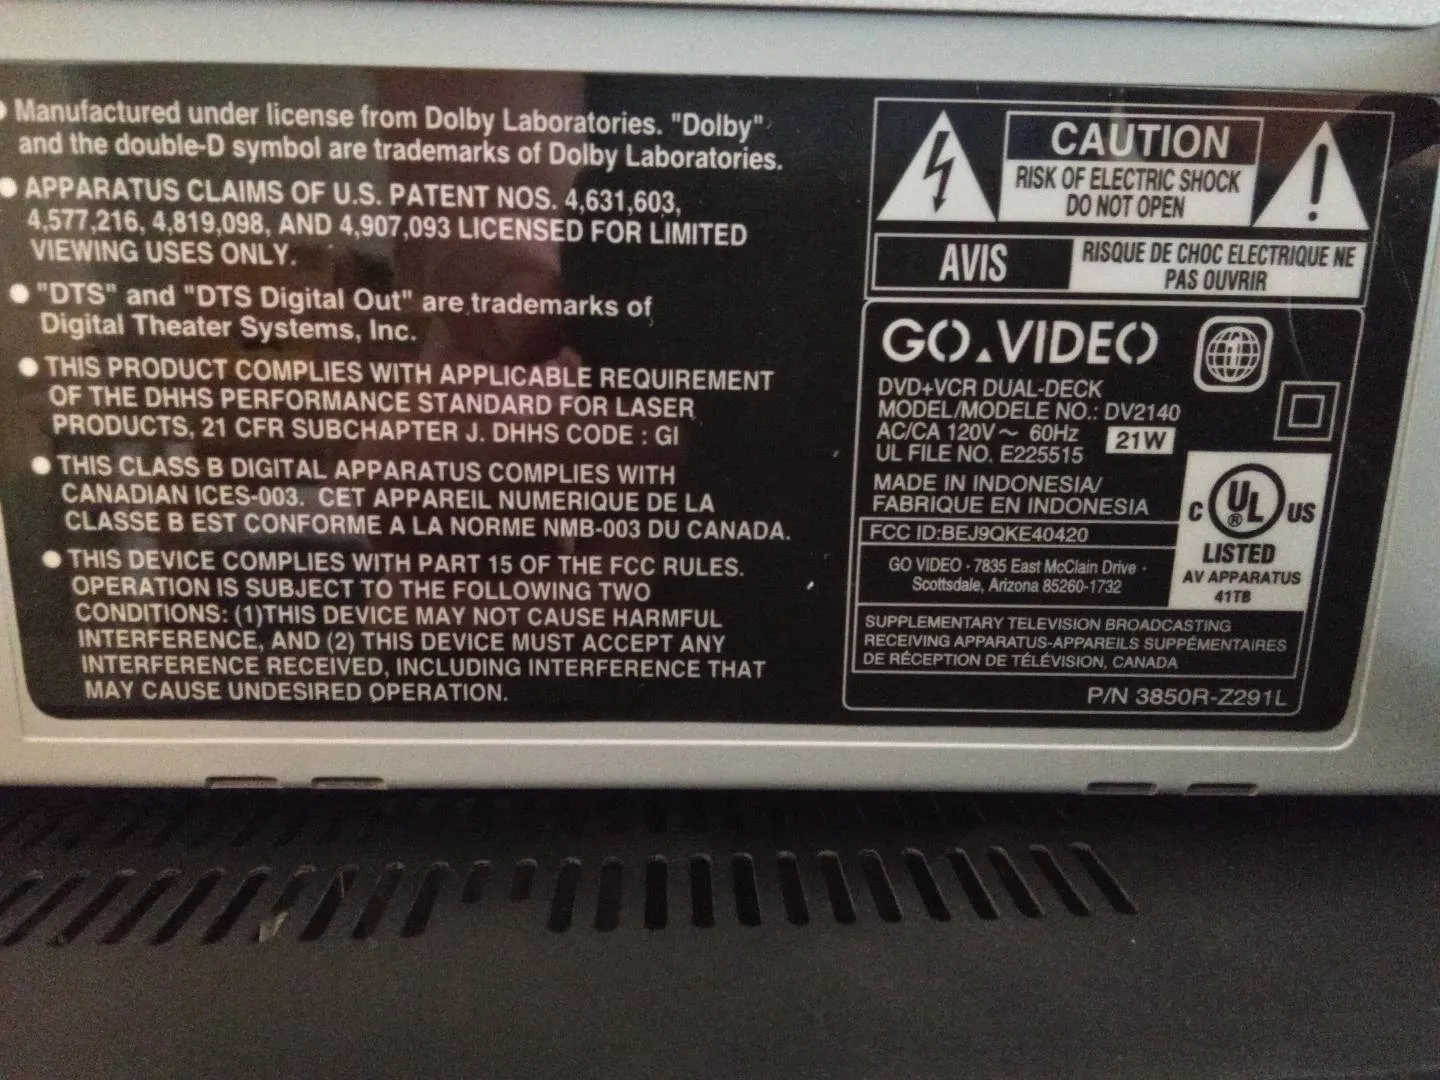 Manufactured under license from Dolby Laboratories. "Dolby"
and the double-D symbol are trademarks of Dolby Laboratories.
APPARATUS CLAIMS OF U.S. PATENT NOS. 4,631,603,
4,577,216, 4,819,098, AND 4,907,093 LICENSED FOR LIMITED
VIEWING USES ONLY.
"DTS" and "DTS Digital Out" are trademarks of
Digital Theater Systems, Inc.
THIS PRODUCT COMPLIES WITH APPLICABLE REQUIREMENT
OF THE DHHS PERFORMANCE STANDARD FOR LASER
PRODUCTS, 21 CFR SUBCHAPTER J. DHHS CODE : GI
THIS CLASS B DIGITAL APPARATUS COMPLIES WITH
CANADIAN ICES-003. CET APPAREIL NUMERIQUE DE LA
CLASSE B EST CONFORME A LA NORME NMB-003 DU CANADA.
THIS DEVICE COMPLIES WITH PART 15 OF THE FCC RULES.
OPERATION IS SUBJECT TO THE FOLLOWING TWO
CONDITIONS: (1)THIS DEVICE MAY NOT CAUSE HARMFUL
INTERFERENCE, AND (2) THIS DEVICE MUST ACCEPT ANY
INTERFERENCE RECEIVED, INCLUDING INTERFERENCE THAT
MAY CAUSE UNDESIRED OPERATION.
CAUTION
RISK OF ELECTRIC SHOCK
DO NOT OPEN
AVIS
RISQUE DE CHOC ELECTRIQUE NE
PAS OUVRIR
GO.VIDEO
DVD+VCR DUAL-DECK
MODEL/MODELE NO.: DV2140
AC/CA 120V~ 60Hz 21W
UL FILE NO. E225515
MADE IN INDONESIA/
FABRIQUE EN INDONESIA
C UL ® US
LISTED
AV APPARATUS
41TB
FCC ID:BEJ9QKE40420
GO VIDEO - 7835 East McClain Drive -
Scottsdale, Arizona 85260-1732
SUPPLEMENTARY TELEVISION BROADCASTING
RECEIVING APPARATUS-APPAREILS SUPPÉMENTAIRES
DE RÉCEPTION DE TÉLÉVISION, CANADA
P/N 3850R-Z291L